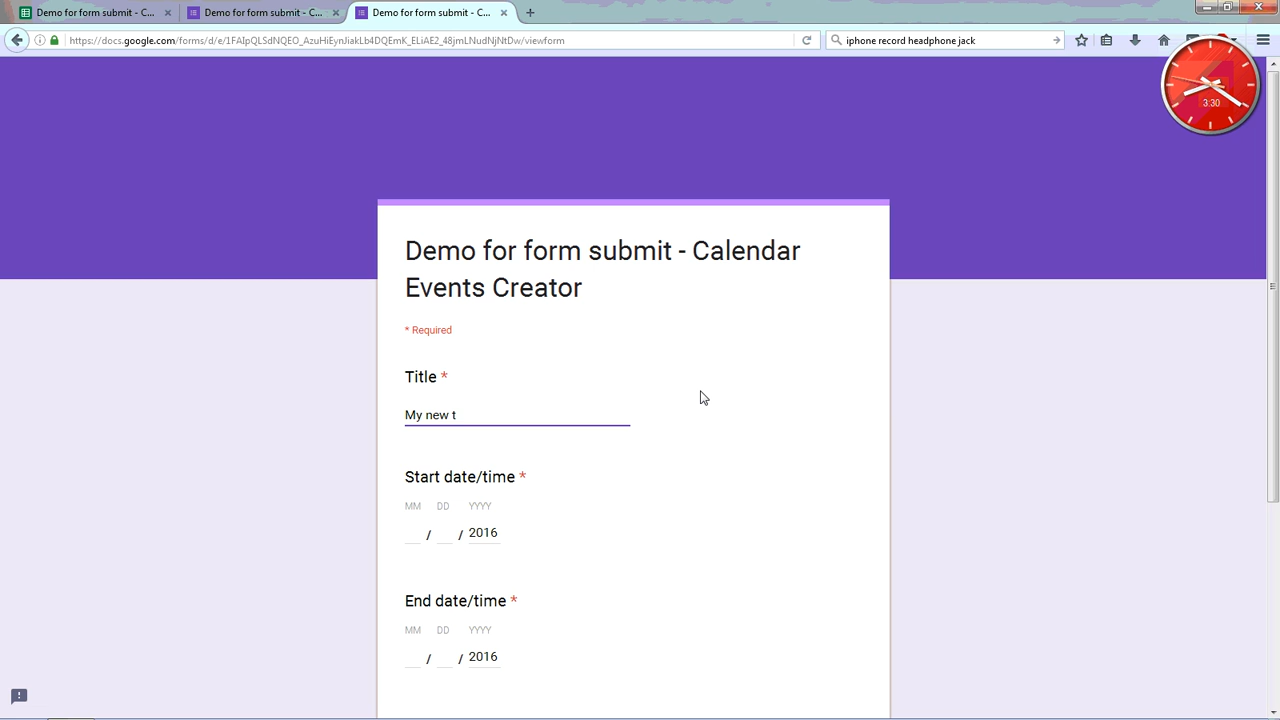 Demo for form submit - C...
Demo for form submit - C...
Demo for form submit - C...
https://docs.google.com/forms/d/e/1FAIpQLSdNQEO_AzuHiEynJiakLb4DQEmK_ELiAE2_48jmLNudNjNtDw/viewform
iphone record headphone jack
3:30
Demo for form submit - Calendar
Events Creator
* Required
Title *
My new t
Start date/time *
MM DD YYYY
/ / 2016
End date/time *
MM DD YYYY
/ / 2016